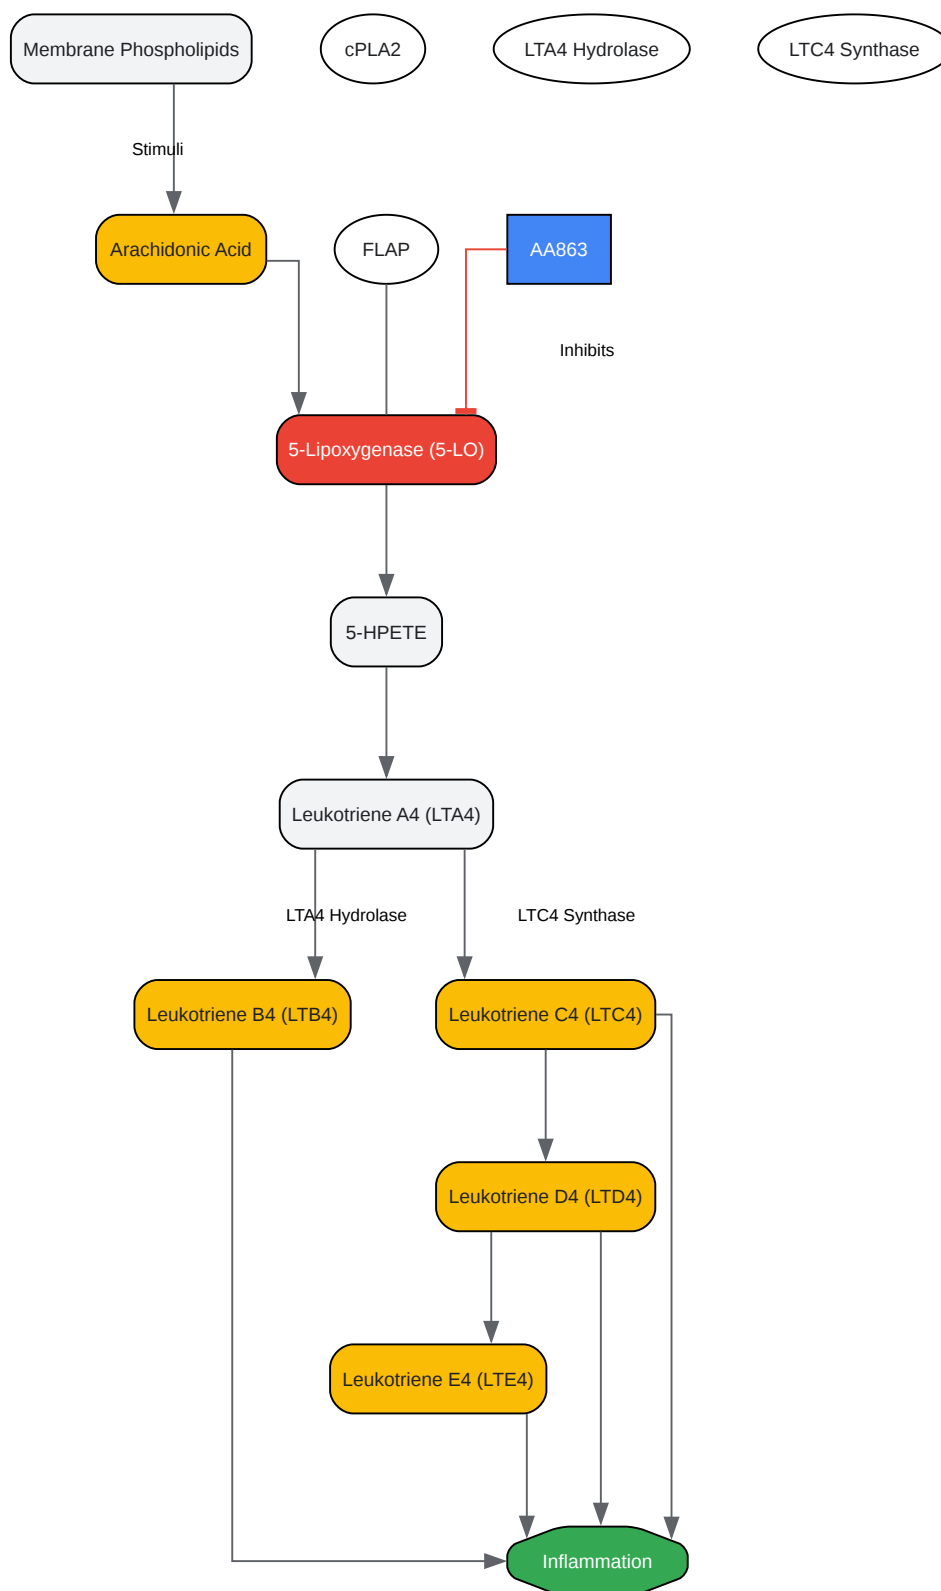 Membrane Phospholipids
cPLA2
LTA4 Hydrolase
LTC4 Synthase
Stimuli
Arachidonic Acid
FLAP
AA863
Inhibits
5-Lipoxygenase (5-LO)
5-HPETE
Leukotriene A4 (LTA4)
LTA4 Hydrolase
LTC4 Synthase
Leukotriene B4 (LTB4)
Leukotriene C4 (LTC4)
Leukotriene D4 (LTD4)
Leukotriene E4 (LTE4)
Inflammation